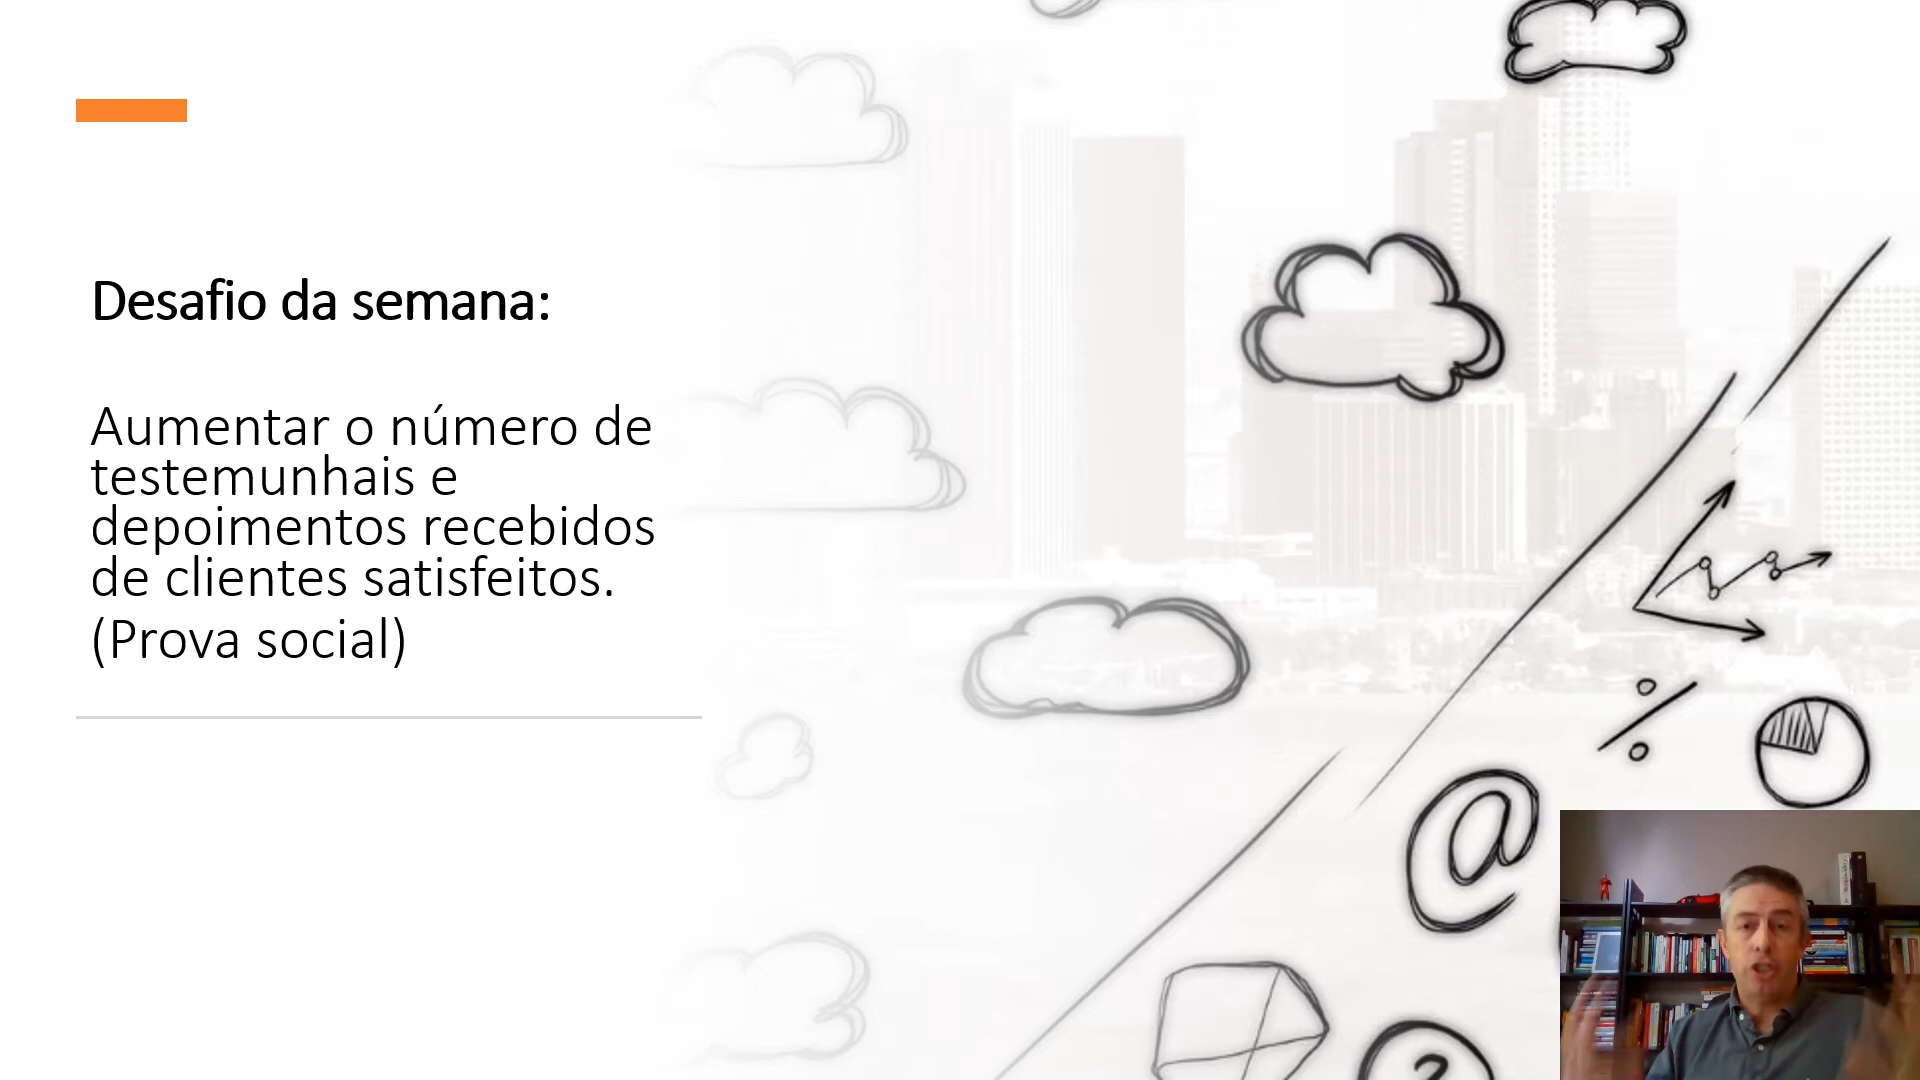 Desafio da semana:
Aumentar o número de
testemunhais e
depoimentos recebidos
de clientes satisfeitos.
(Prova social)
%
@
?